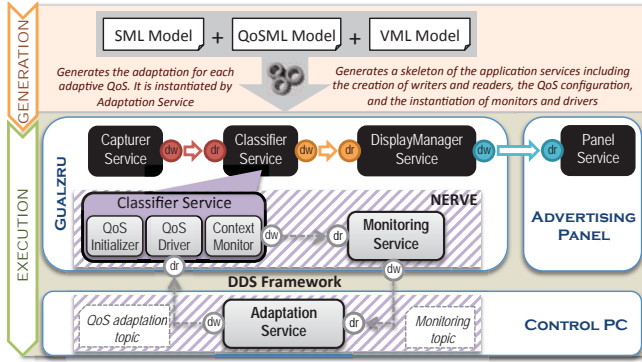 GENERATION
SML Model + QoSML Model + VML Model
Generates the adaptation for each
adaptive QoS. It is instantiated by
Adaptation Service
Generates a skeleton of the application services including
the creation of writers and readers, the QoS configuration,
and the instantiation of monitors and drivers
EXECUTION
GUALZRU
Capturer
Service
dw
dr
Classifier
Service
dw
dr
DisplayManager
Service
dw
dr
Panel
Service
NERVE
Classifier Service
QoS
Initializer
QoS
Driver
Context
Monitor
dw
dr
Monitoring
Service
dr
dw
ADVERTISING
PANEL
DDS Framework
QoS adaptation
topic
dw
Adaptation
Service
dr
Monitoring
topic
CONTROL PC